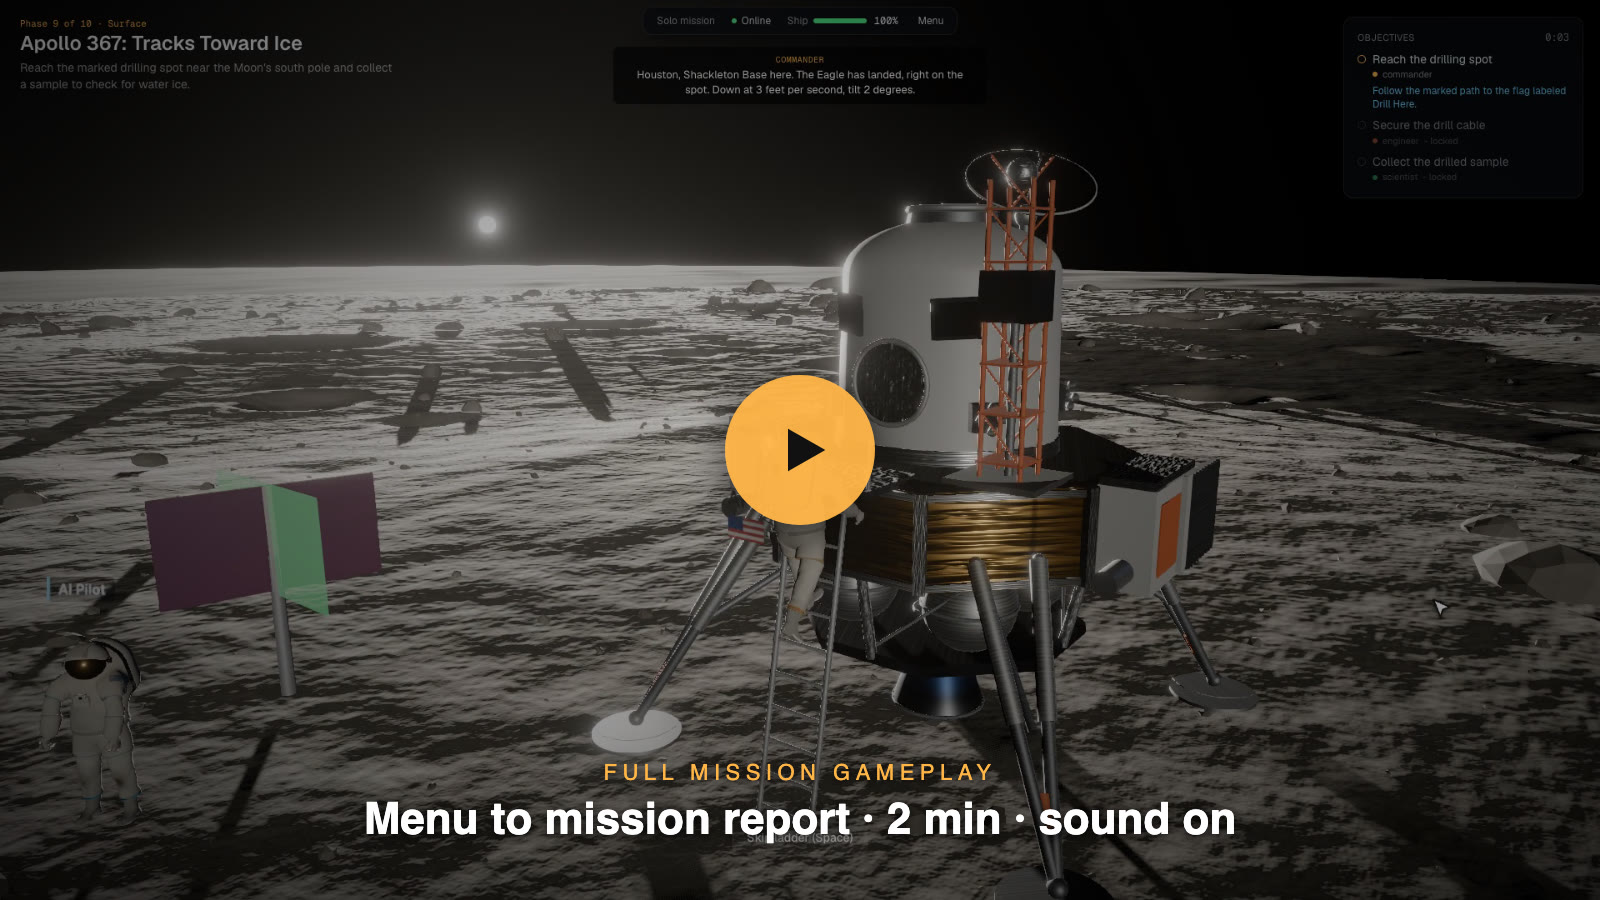 Phase 9 of 10 · Surface
Apollo 367: Tracks Toward Ice
Reach the marked drilling spot near the Moon's south pole and collect
a sample to check for water ice.
Solo mission Online Ship 100% Menu
COMMANDER
Houston, Shackleton Base here. The Eagle has landed, right on the
spot. Down at 3 feet per second, tilt 2 degrees.
OBJECTIVES 0:03
Reach the drilling spot
commander
Follow the marked path to the flag labeled
Drill Here.
Secure the drill cable
engineer - locked
Collect the drilled sample
scientist - locked
AI Pilot
FULL MISSION GAMEPLAY
Menu to mission report · 2 min · sound on
Skip ladder (Space)